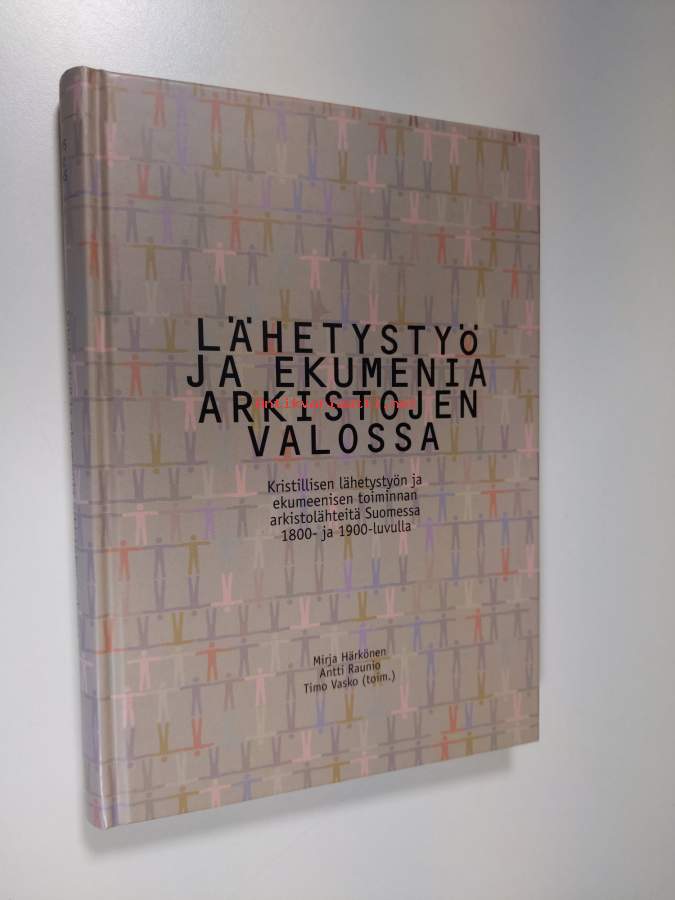 LÄHETYSTYÖ
JA EKUMENIA
ARKISTOJEN
VALOSSA
Kristillisen lähetystyön ja
ekumeenisen toiminnan
arkistolähteitä Suomessa
1800- ja 1900-luvulla
Mirja Härkönen
Antti Raunio
Timo Vasko (toim.)